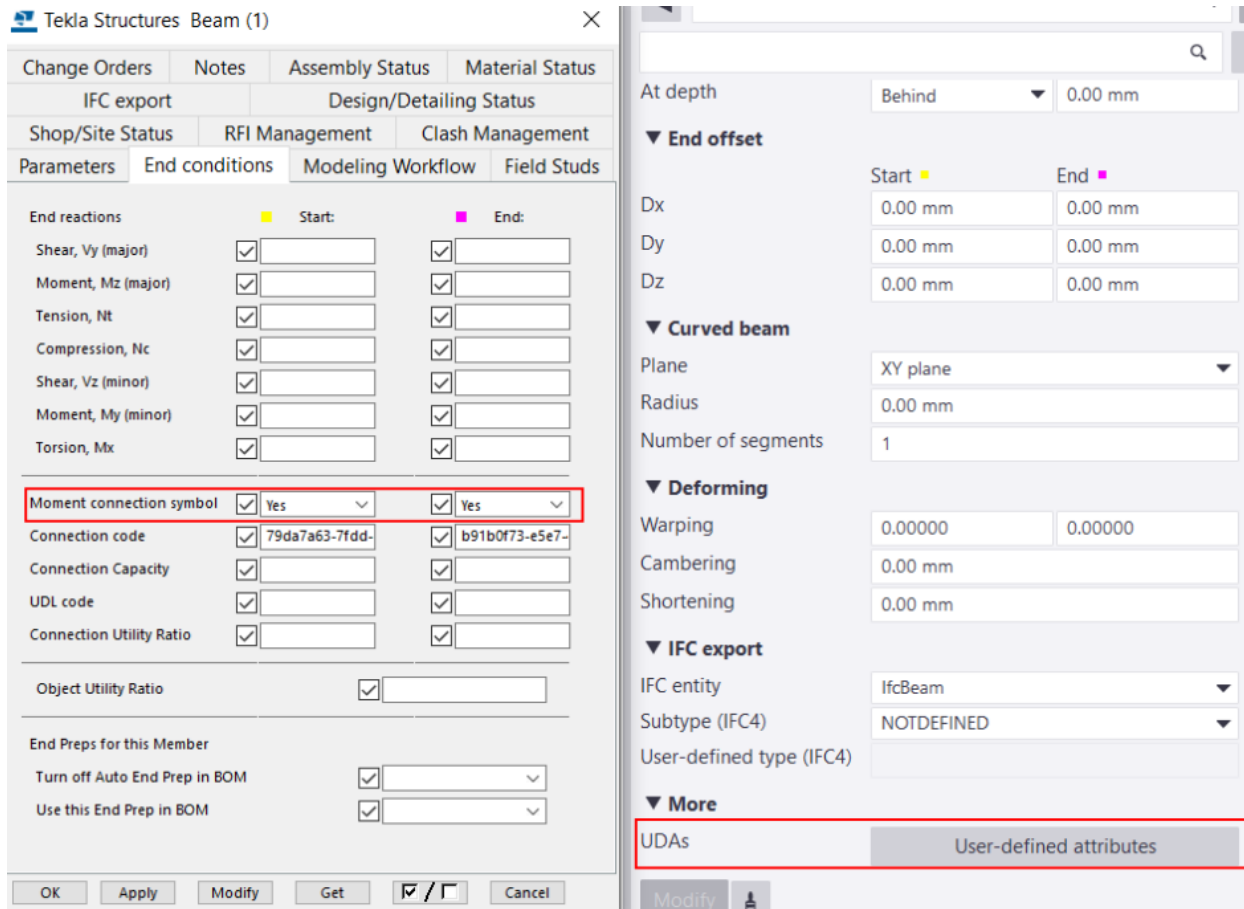 Tekla Structures Beam (1)
Change Orders Notes Assembly Status Material Status
IFC export Design/Detailing Status
Shop/Site Status RFI Management Clash Management
Parameters End conditions Modeling Workflow Field Studs
End reactions Start: End:
Shear, Vy (major)
Moment, Mz (major)
Tension, Nt
Compression, Nc
Shear, Vz (minor)
Moment, My (minor)
Torsion, Mx
Moment connection symbol Yes Yes
Connection code 79da7a63-7fdd- b91b0f73-e5e7-
Connection Capacity
UDL code
Connection Utility Ratio
Object Utility Ratio
End Preps for this Member
Turn off Auto End Prep in BOM
Use this End Prep in BOM
OK Apply Modify Get / Cancel
At depth Behind 0.00 mm
End offset
Start End
Dx 0.00 mm 0.00 mm
Dy 0.00 mm 0.00 mm
Dz 0.00 mm 0.00 mm
Curved beam
Plane XY plane
Radius 0.00 mm
Number of segments 1
Deforming
Warping 0.00000 0.00000
Cambering 0.00 mm
Shortening 0.00 mm
IFC export
IFC entity IfcBeam
Subtype (IFC4) NOTDEFINED
User-defined type (IFC4)
More
UDAs User-defined attributes
Modify